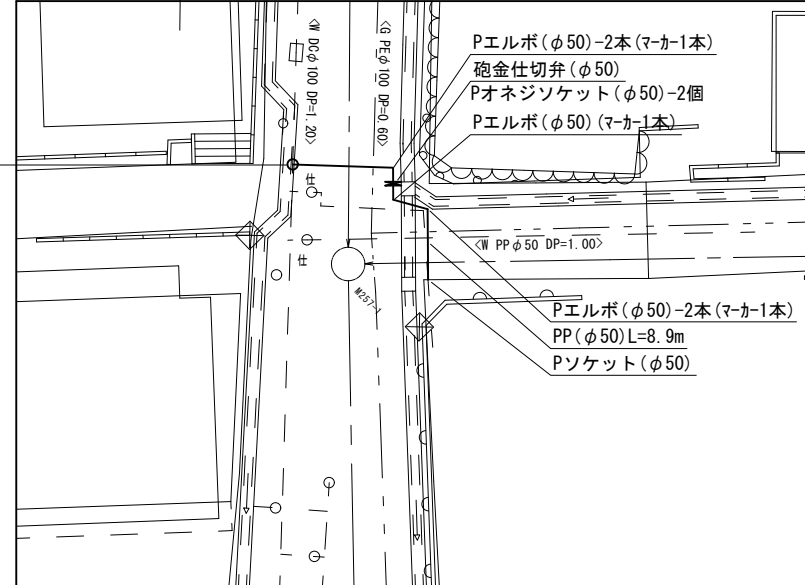 Pエルボ(φ50)-2本(マーカー1本)
砲金仕切弁(φ50)
Pオネジソケット(φ50)-2個
Pエルボ(φ50)(マーカー1本)
<W DCφ100 DP=1.20>
<G PEφ100 DP=0.60>
<W PPφ50 DP=1.00>
M267-1
Pエルボ(φ50)-2本(マーカー1本)
PP(φ50)L=8.9m
Pソケット(φ50)